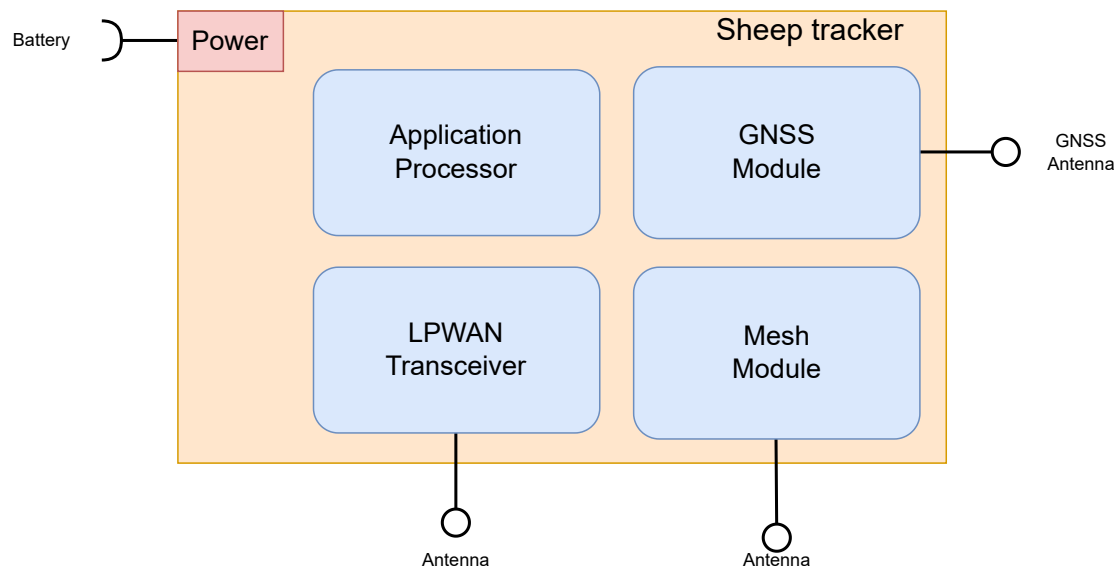 Battery
Power
Sheep tracker
Application
Processor
GNSS
Module
GNSS
Antenna
LPWAN
Transceiver
Mesh
Module
Antenna
Antenna